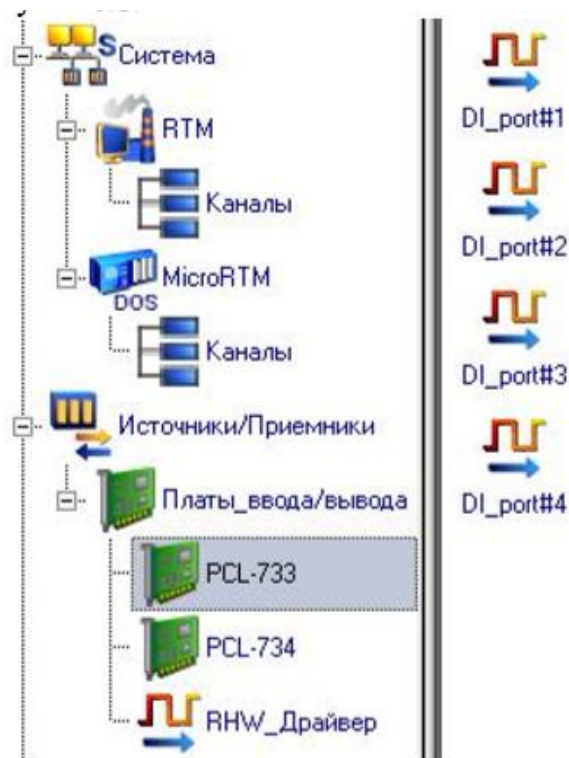 Система
RTM
Каналы
MicroRTM
DOS
Каналы
Источники/Приемники
Платы_ввода/вывода
PCL-733
PCL-734
RHW_Драйвер
DI_port#1
DI_port#2
DI_port#3
DI_port#4